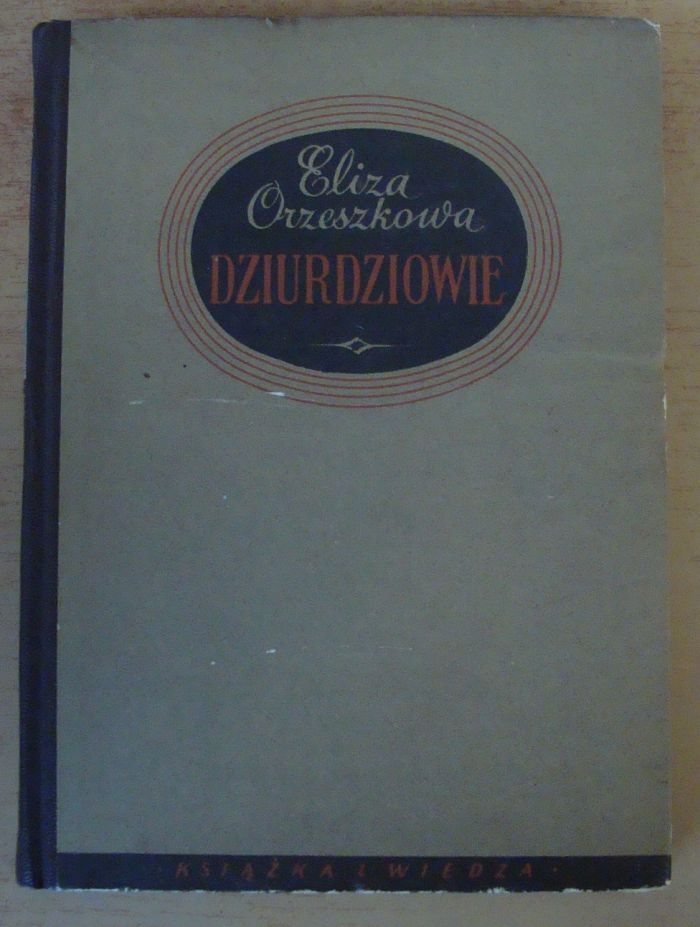 Eliza
Orzeszkowa
DZIURDZIOWIE
· KSIĄŻKA I WIEDZA ·